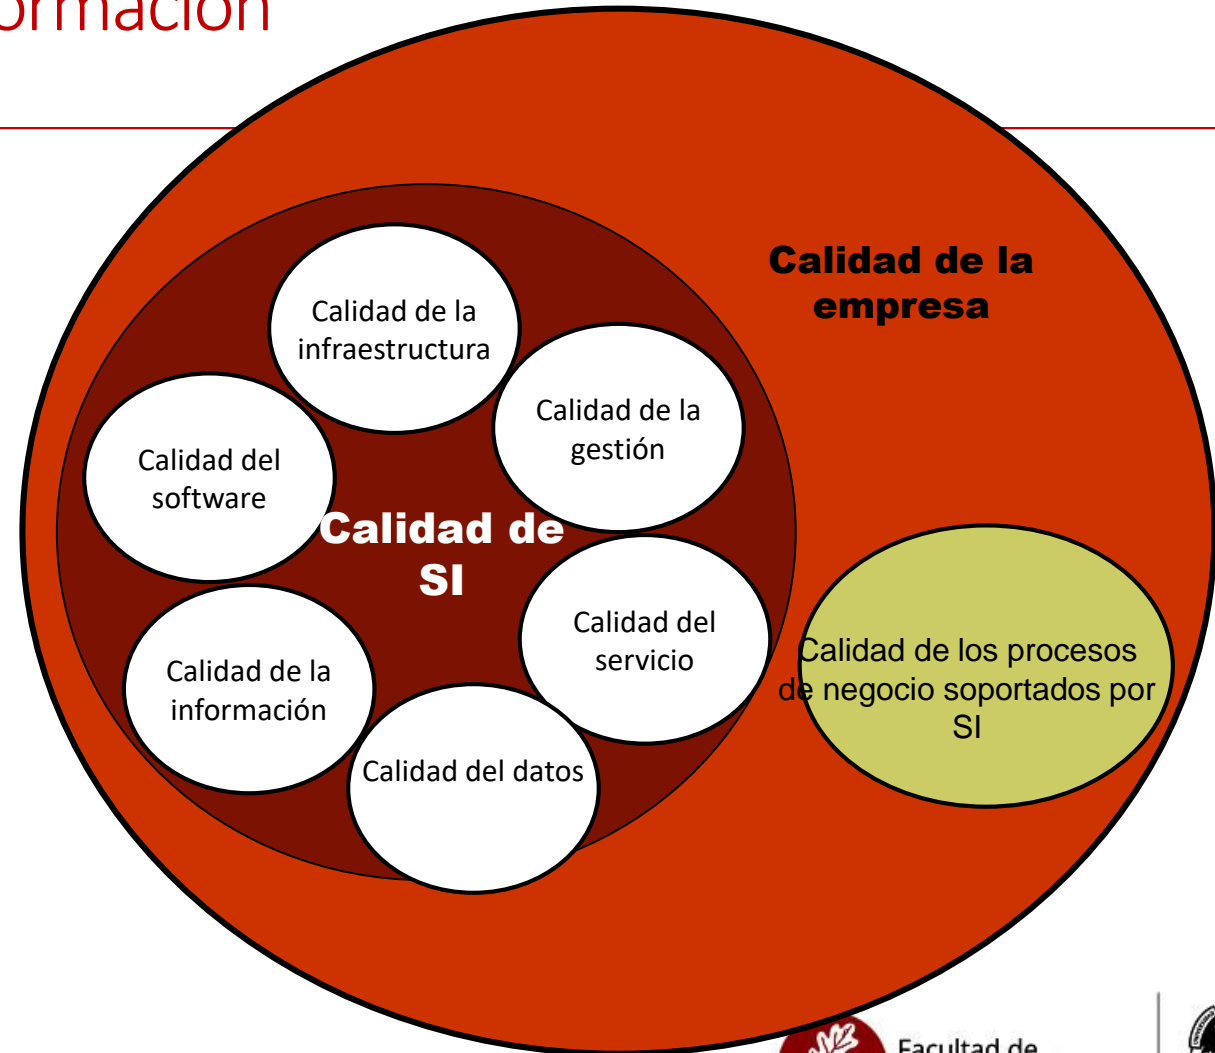 ormación
Calidad de la
empresa
Calidad de la
infraestructura
Calidad de la
gestión
Calidad del
software
Calidad de
SI
Calidad del
servicio
Calidad de los procesos
de negocio soportados por
SI
Calidad de la
información
Calidad del datos
Facultad de